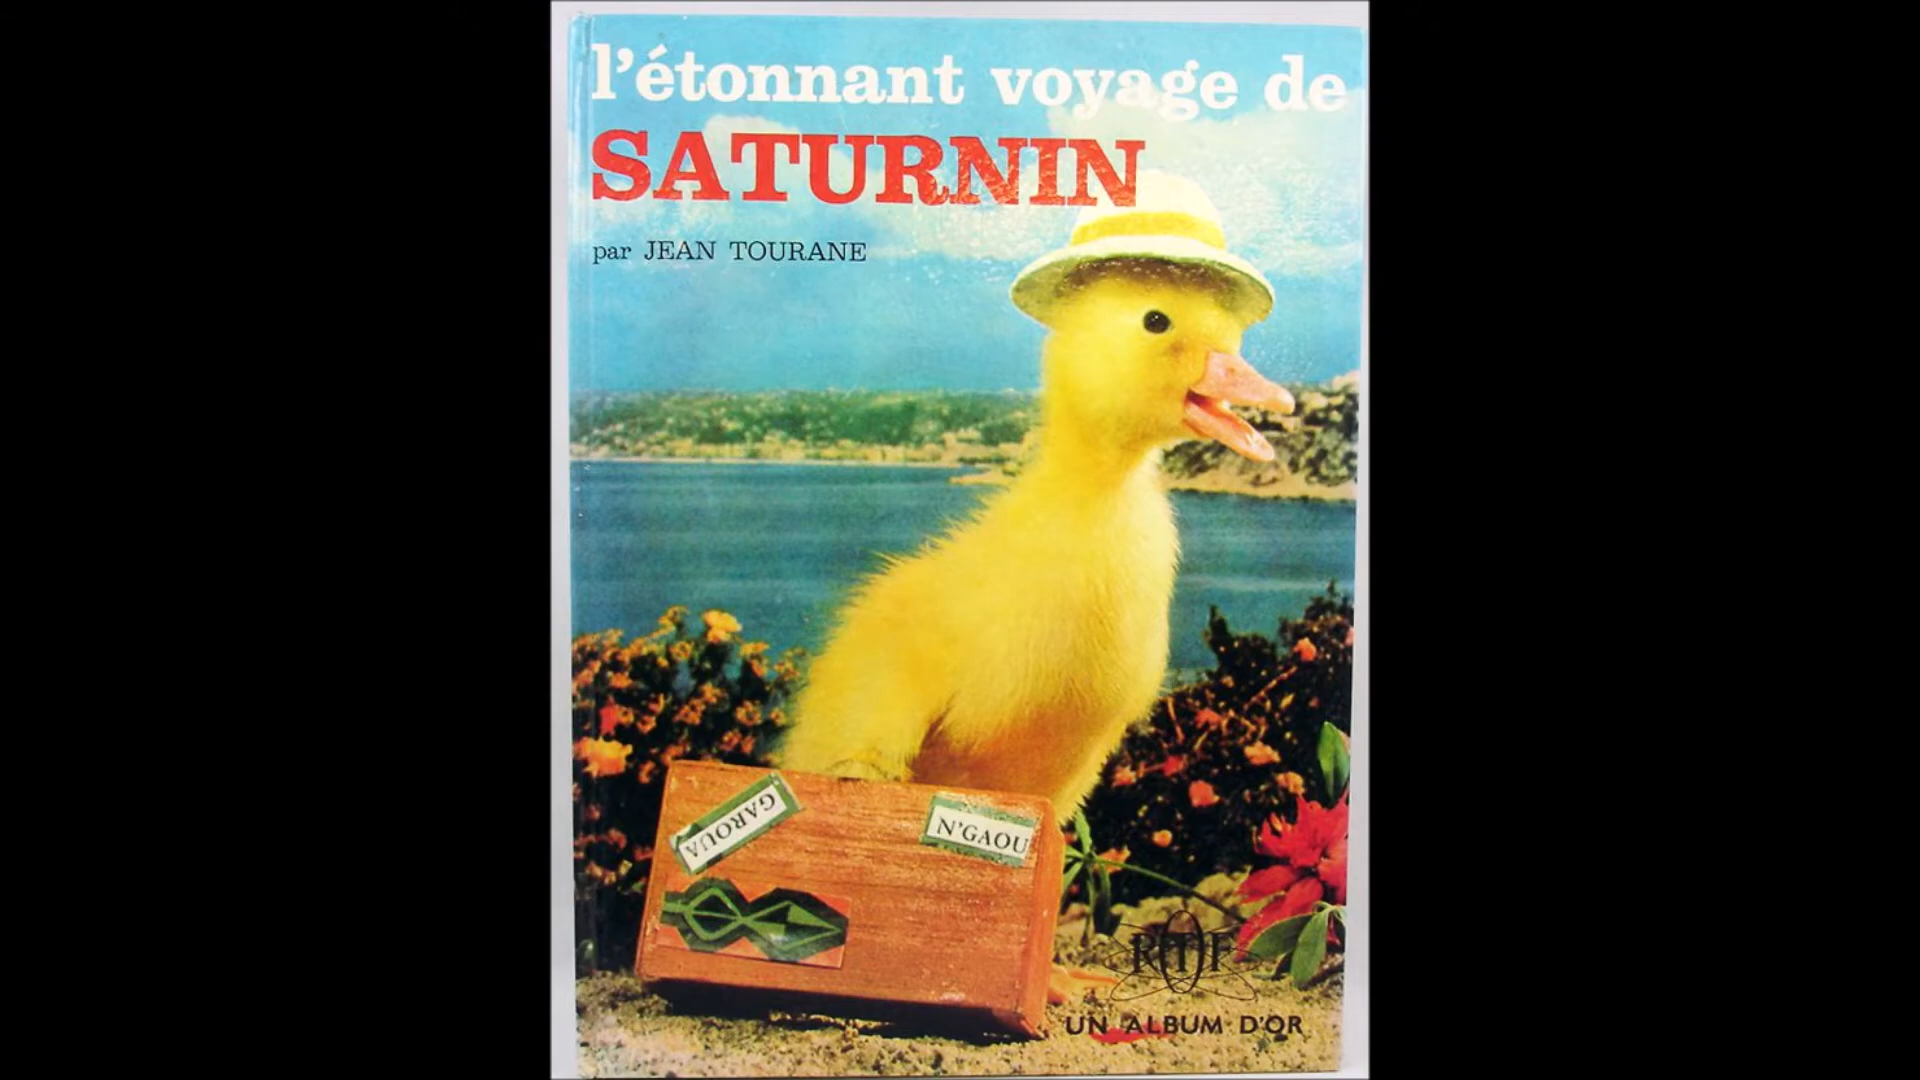 l'étonnant voyage de
SATURNIN
par JEAN TOURANE
GAROUA
N'GAOU
RTF
UN ALBUM D'OR